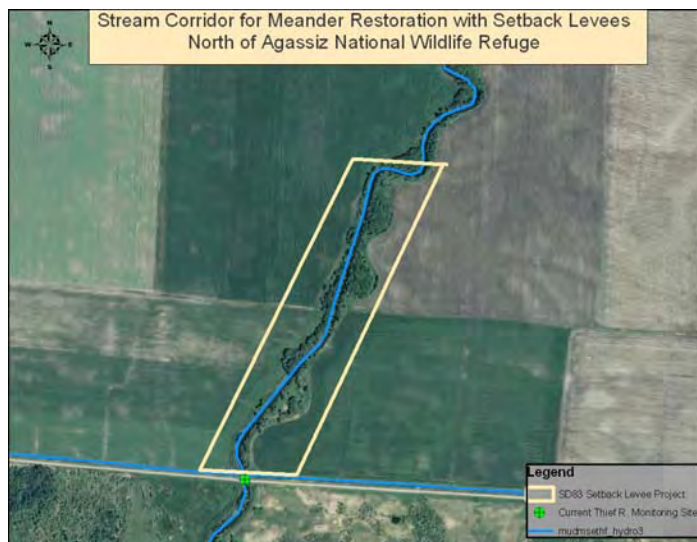 Stream Corridor for Meander Restoration with Setback Levees
North of Agassiz National Wildlife Refuge
N
W
E
S
Legend
SD83 Setback Levee Project
Current Thief R. Monitoring Site
mudmsethf_hydro3